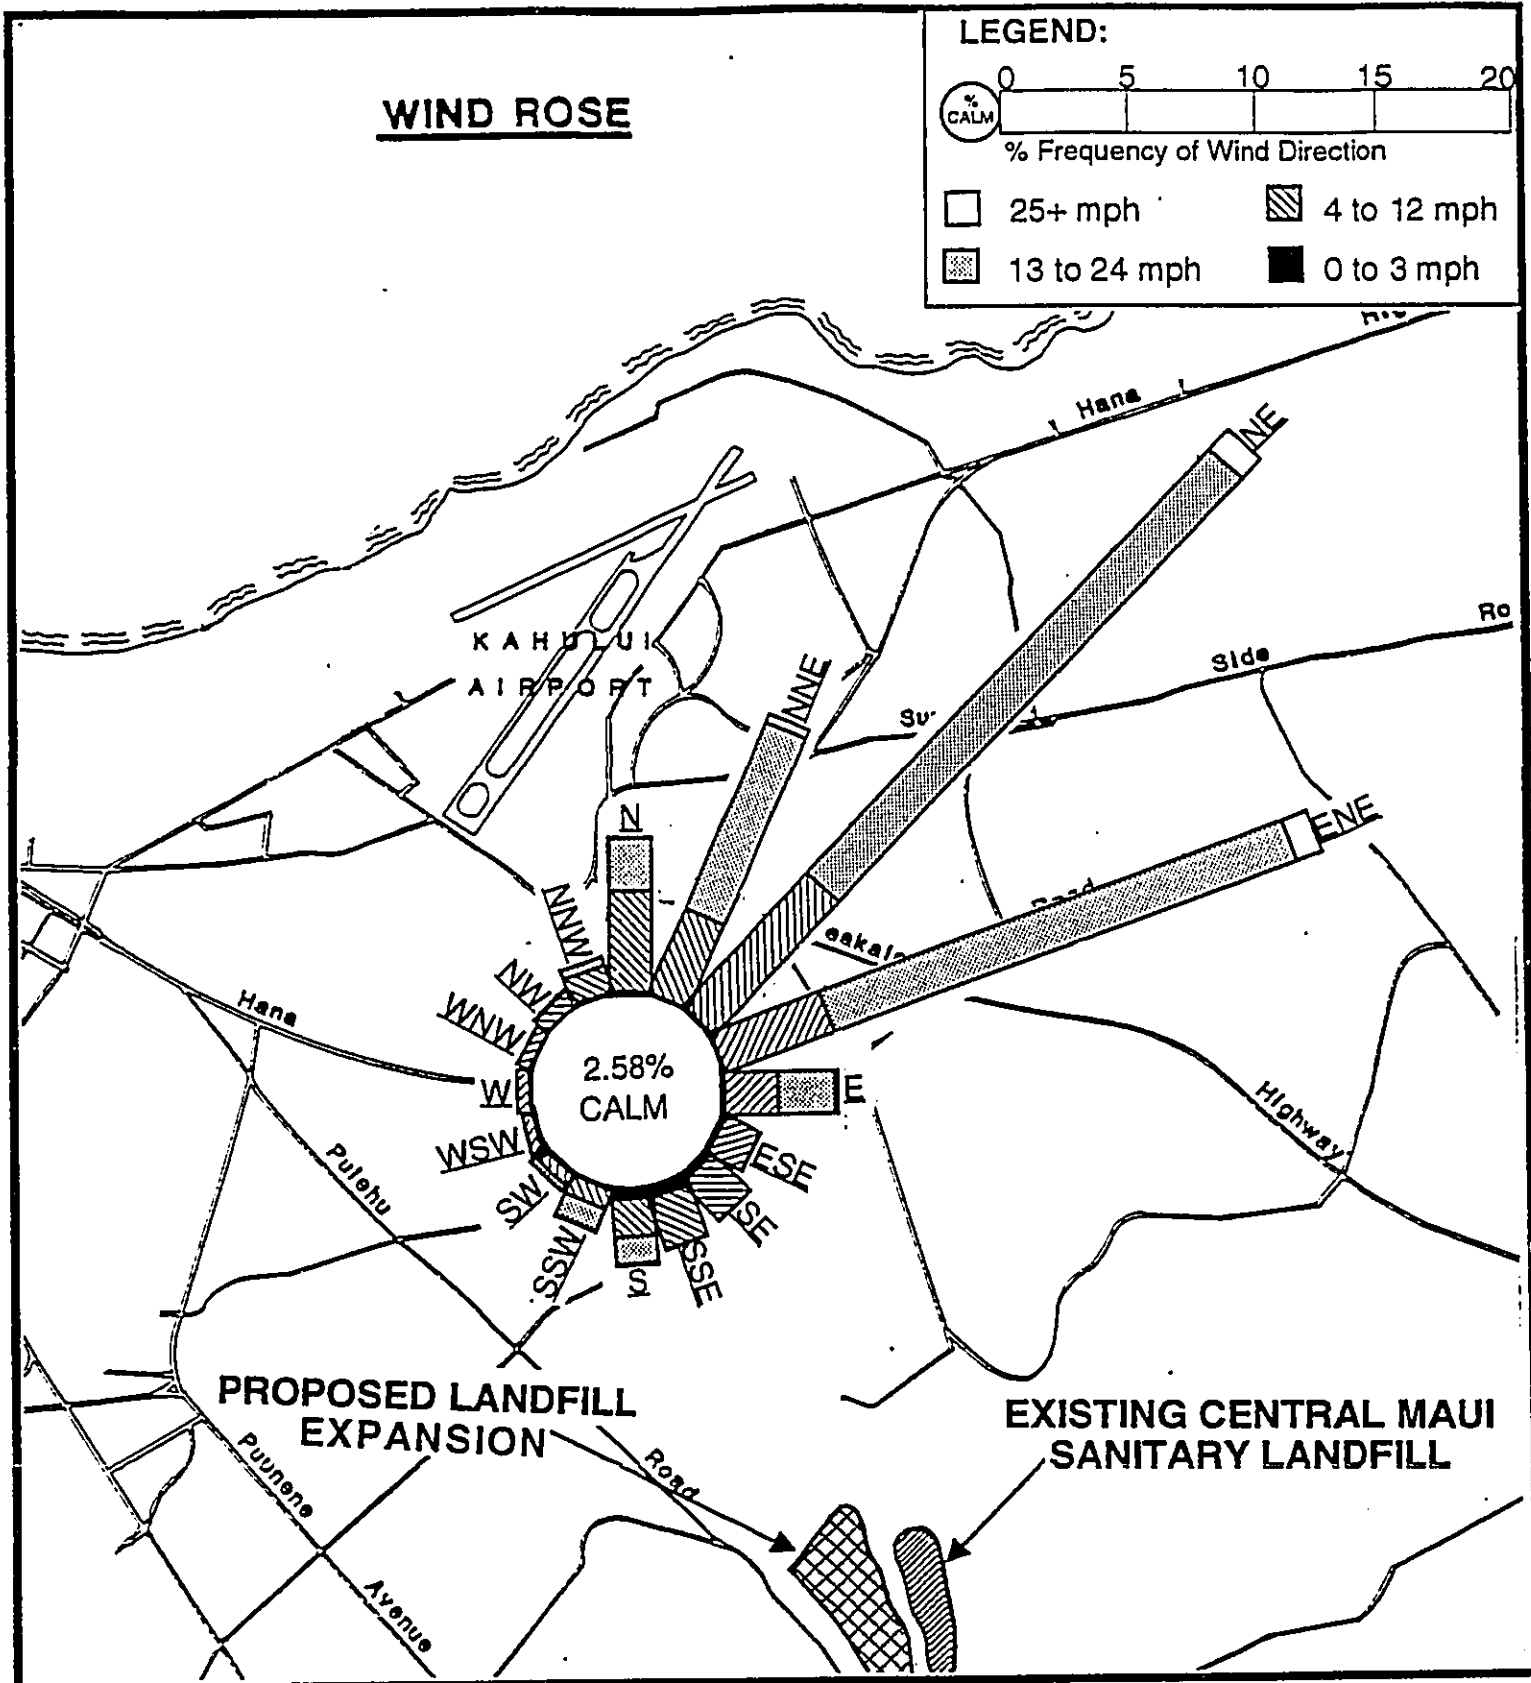 LEGEND:
WIND ROSE
0 5 10 15 20
%
CALM
% Frequency of Wind Direction
25+ mph
4 to 12 mph
13 to 24 mph
0 to 3 mph
Hana
NE
KAHULUI
AIRPORT
NNE
Side
Ro
N
ENE
NNW
NW
WNW
Hana
W
2.58%
CALM
E
WSW
ESE
Highway
Pulehu
SW
SE
SSW
S
SSE
PROPOSED LANDFILL
EXPANSION
EXISTING CENTRAL MAUI
SANITARY LANDFILL
Puunene
Road
Avenue